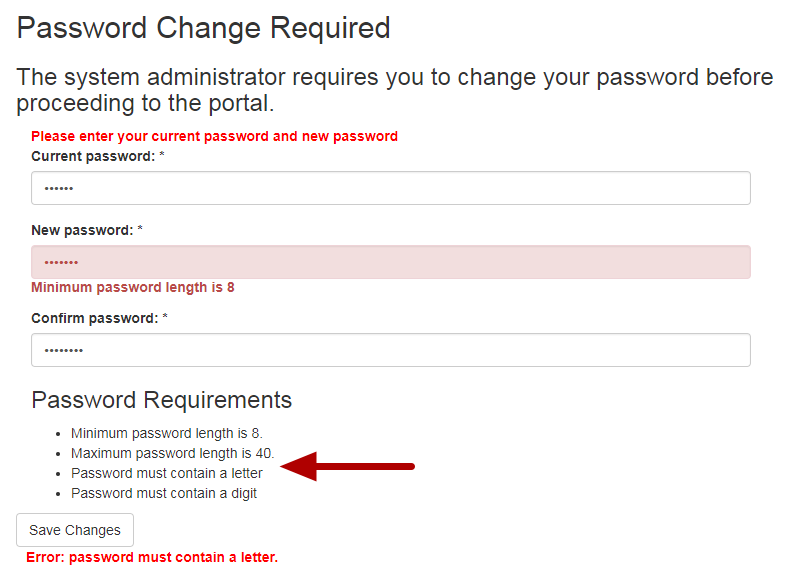 Password Change Required
The system administrator requires you to change your password before
proceeding to the portal.
Please enter your current password and new password
Current password: *
••••••
New password: *
•••••••
Minimum password length is 8
Confirm password: *
••••••••
Password Requirements
• Minimum password length is 8.
• Maximum password length is 40.
• Password must contain a letter
• Password must contain a digit
Save Changes
Error: password must contain a letter.